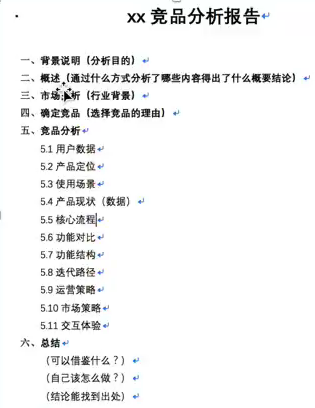 xx 竞品分析报告
一、背景说明（分析目的）
二、概述（通过什么方式分析了哪些内容得出了什么概要结论）
三、市场分析（行业背景）
四、确定竞品（选择竞品的理由）
五、竞品分析
5.1 用户数据
5.2 产品定位
5.3 使用场景
5.4 产品现状（数据）
5.5 核心流程
5.6 功能对比
5.7 功能结构
5.8 迭代路径
5.9 运营策略
5.10 市场策略
5.11 交互体验
六、总结
（可以借鉴什么？）
（自己该怎么做？）
（结论能找到出处）